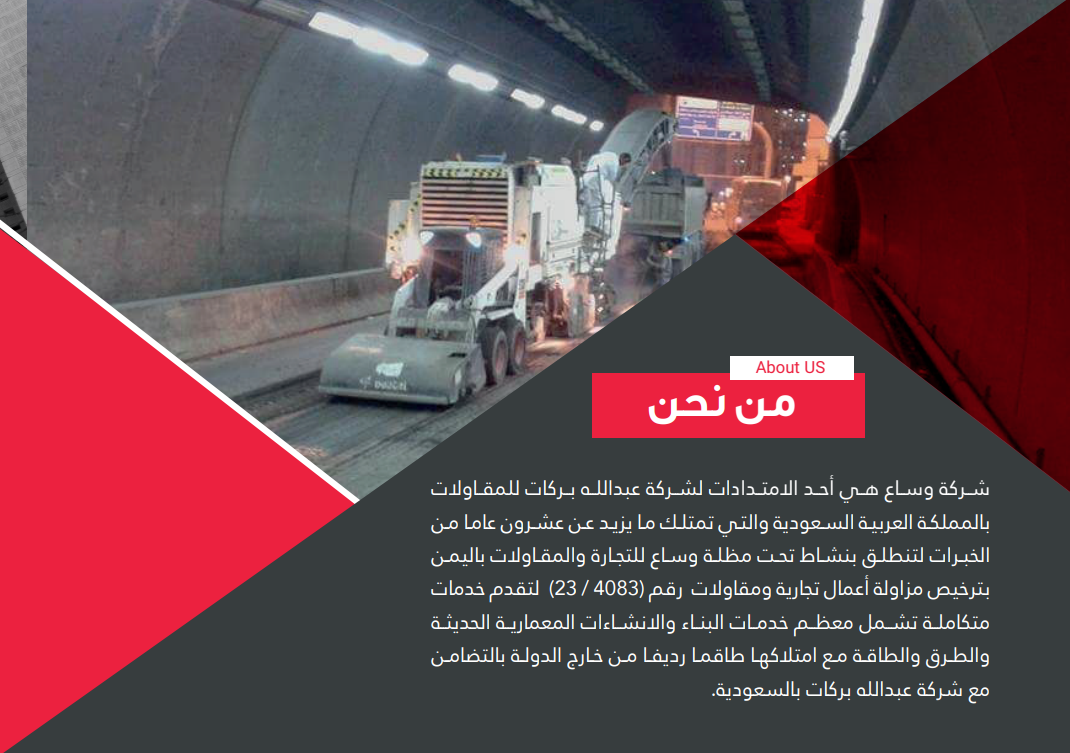 About US
من نحن
شركة وساع هي أحد الامتدادات لشركة عبدالله بركات للمقاولات
بالمملكة العربية السعودية والتي تمتلك ما يزيد عن عشرون عاما من
الخبرات لتنطلق بنشاط تحت مظلة وساع للتجارة والمقاولات باليمن
بترخيص مزاولة أعمال تجارية ومقاولات رقم (4083 / 23) لتقدم خدمات
متكاملة تشمل معظم خدمات البناء والانشاءات المعمارية الحديثة
والطرق والطاقة مع امتلاكها طاقما رديفا من خارج الدولة بالتضامن
مع شركة عبدالله بركات بالسعودية.